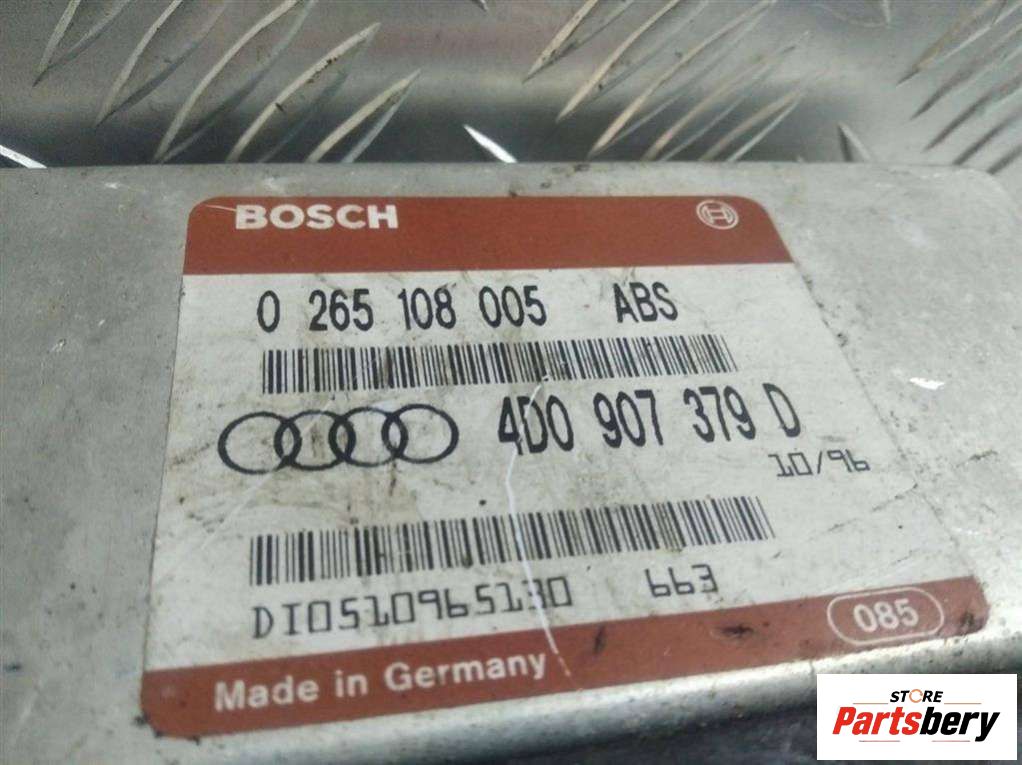 BOSCH
0 265 108 005 ABS
4D0 907 379 D
10/96
DI0510965130 663
085
Made in Germany
STORE
Partsbery